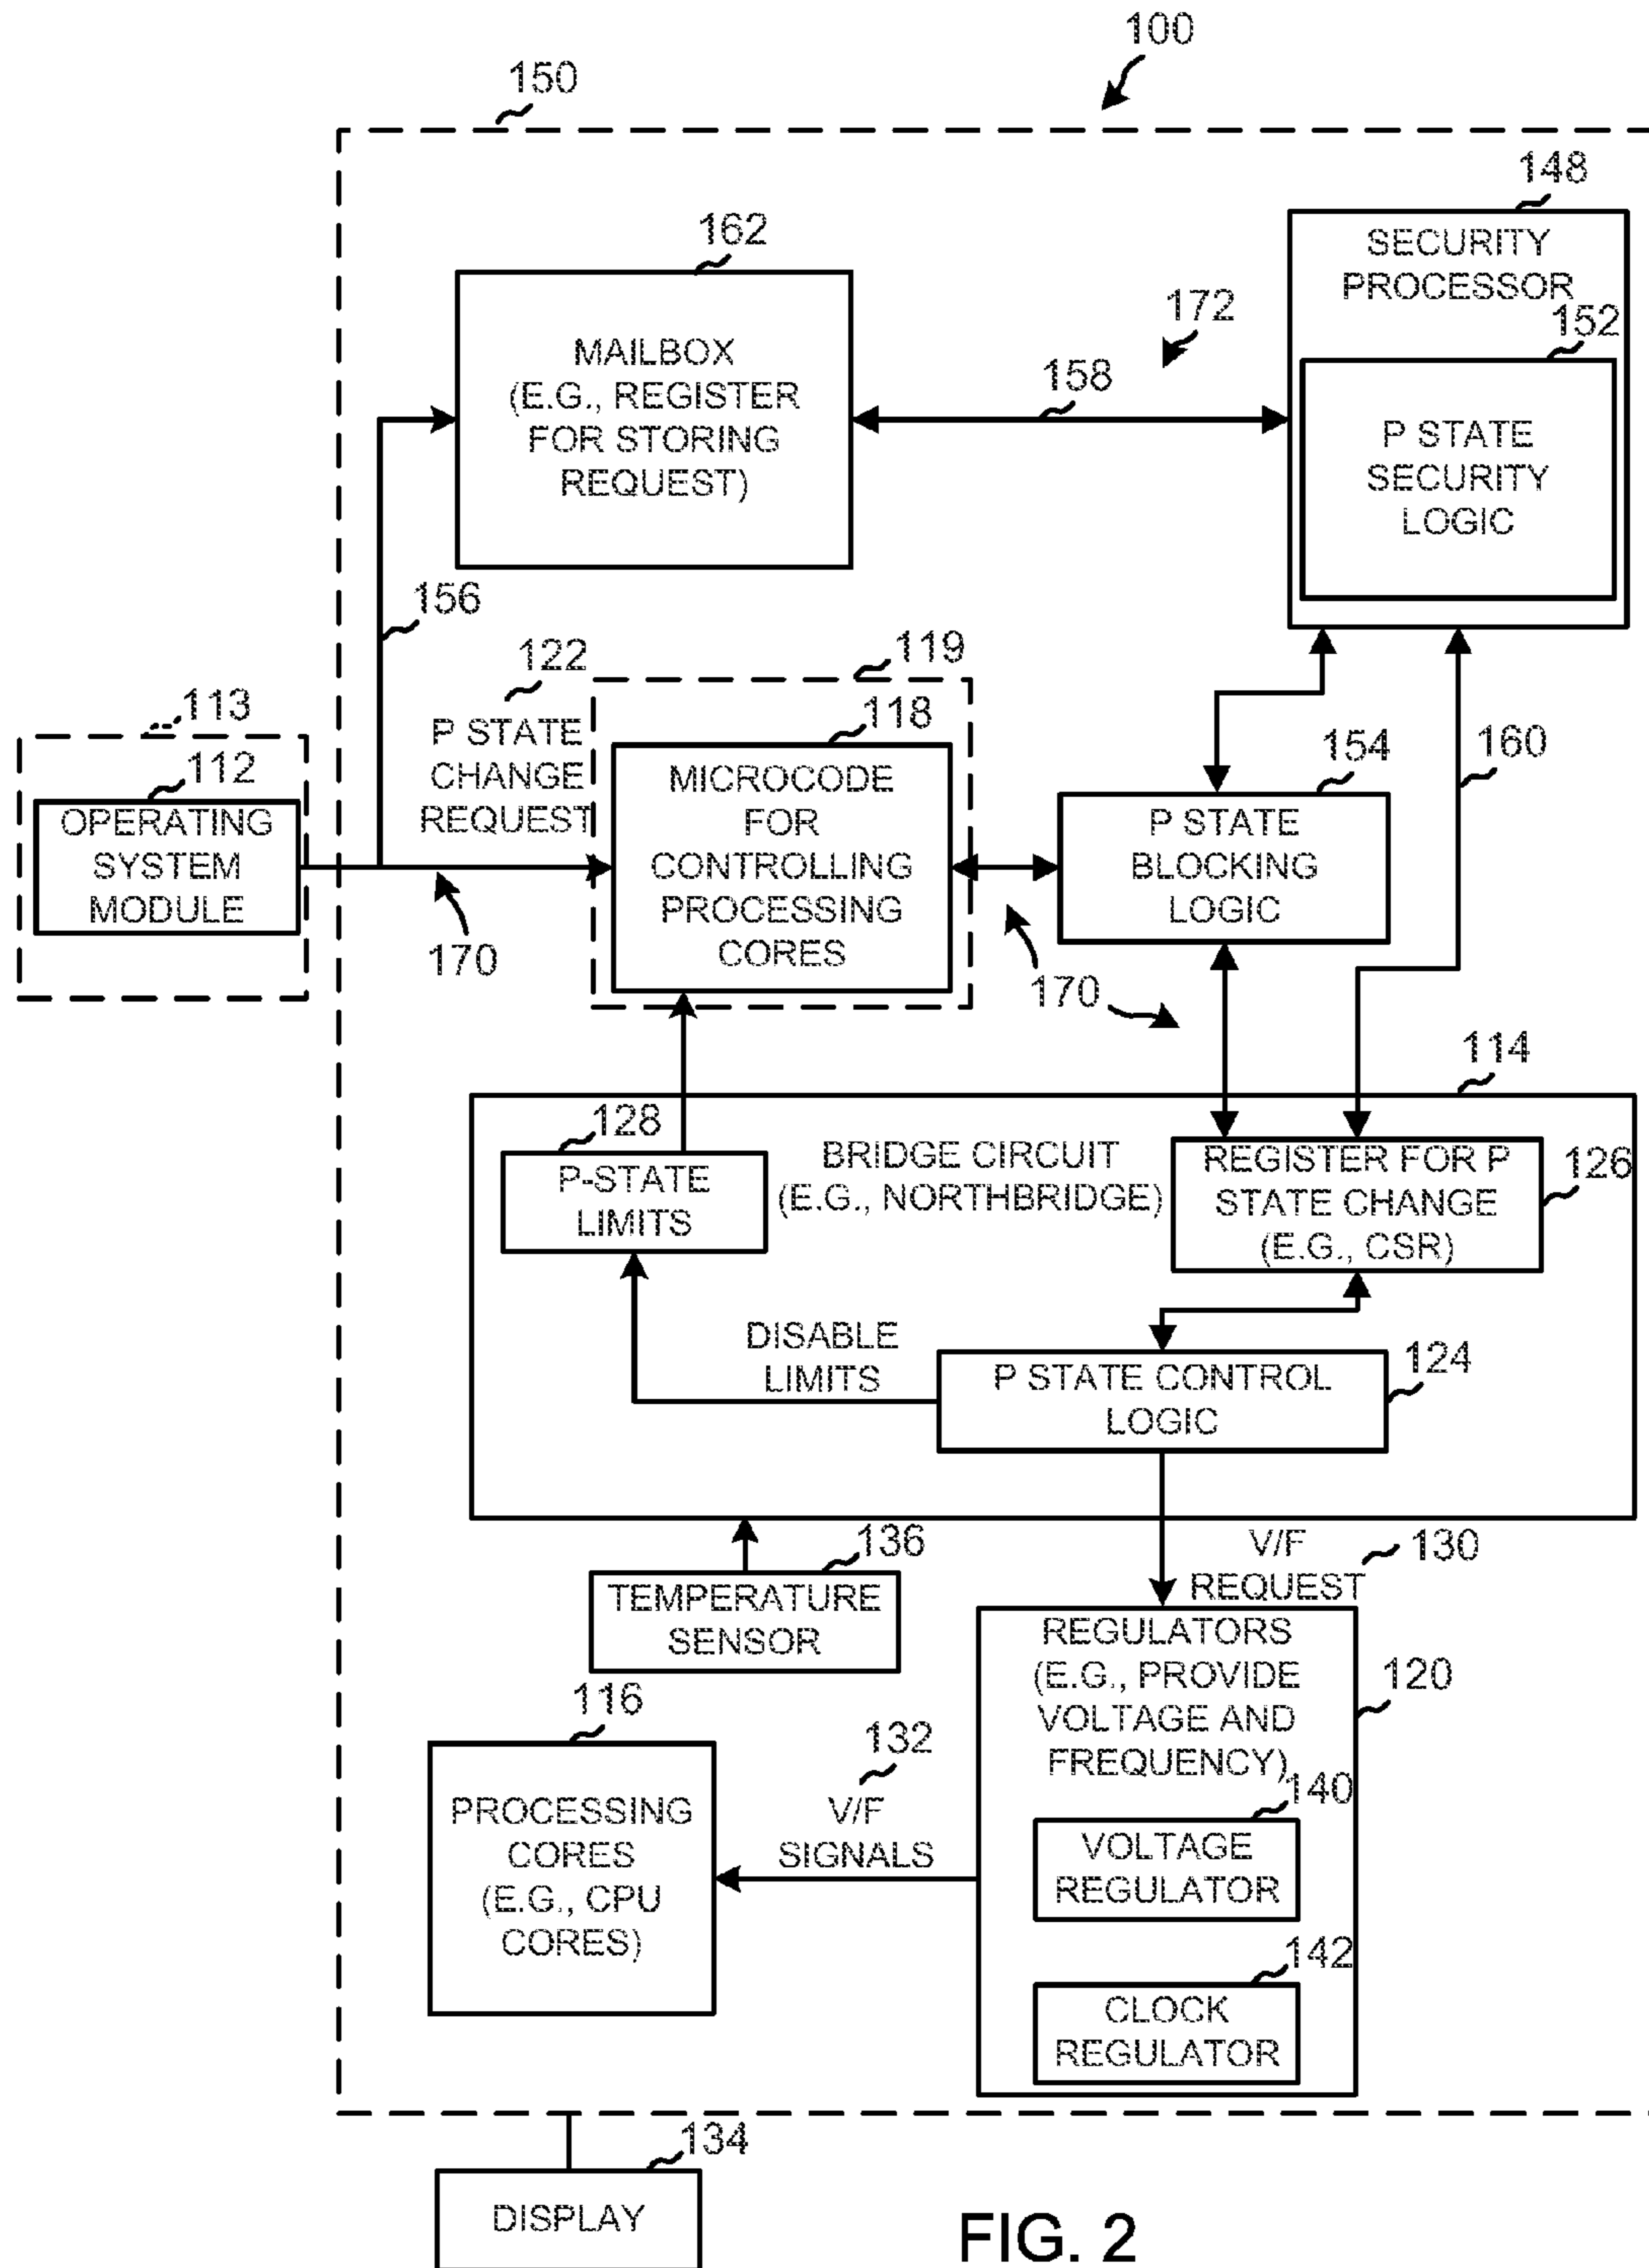 100
150
148
SECURITY
PROCESSOR
162
172
152
MAILBOX
(E.G., REGISTER
FOR STORING
REQUEST)
158
P STATE
SECURITY
LOGIC
156
122
119
P STATE
CHANGE
REQUEST
118
113
112
OPERATING
SYSTEM
MODULE
MICROCODE
FOR
CONTROLLING
PROCESSING
CORES
154
160
P STATE
BLOCKING
LOGIC
170
170
114
128
P-STATE
LIMITS
BRIDGE CIRCUIT
(E.G., NORTHBRIDGE)
REGISTER FOR P
STATE CHANGE
(E.G., CSR)
126
DISABLE
LIMITS
P STATE CONTROL
LOGIC
124
136
TEMPERATURE
SENSOR
V/F
REQUEST
130
REGULATORS
(E.G., PROVIDE
VOLTAGE AND
FREQUENCY)
120
116
PROCESSING
CORES
(E.G., CPU
CORES)
132
V/F
SIGNALS
140
VOLTAGE
REGULATOR
142
CLOCK
REGULATOR
134
DISPLAY
FIG. 2